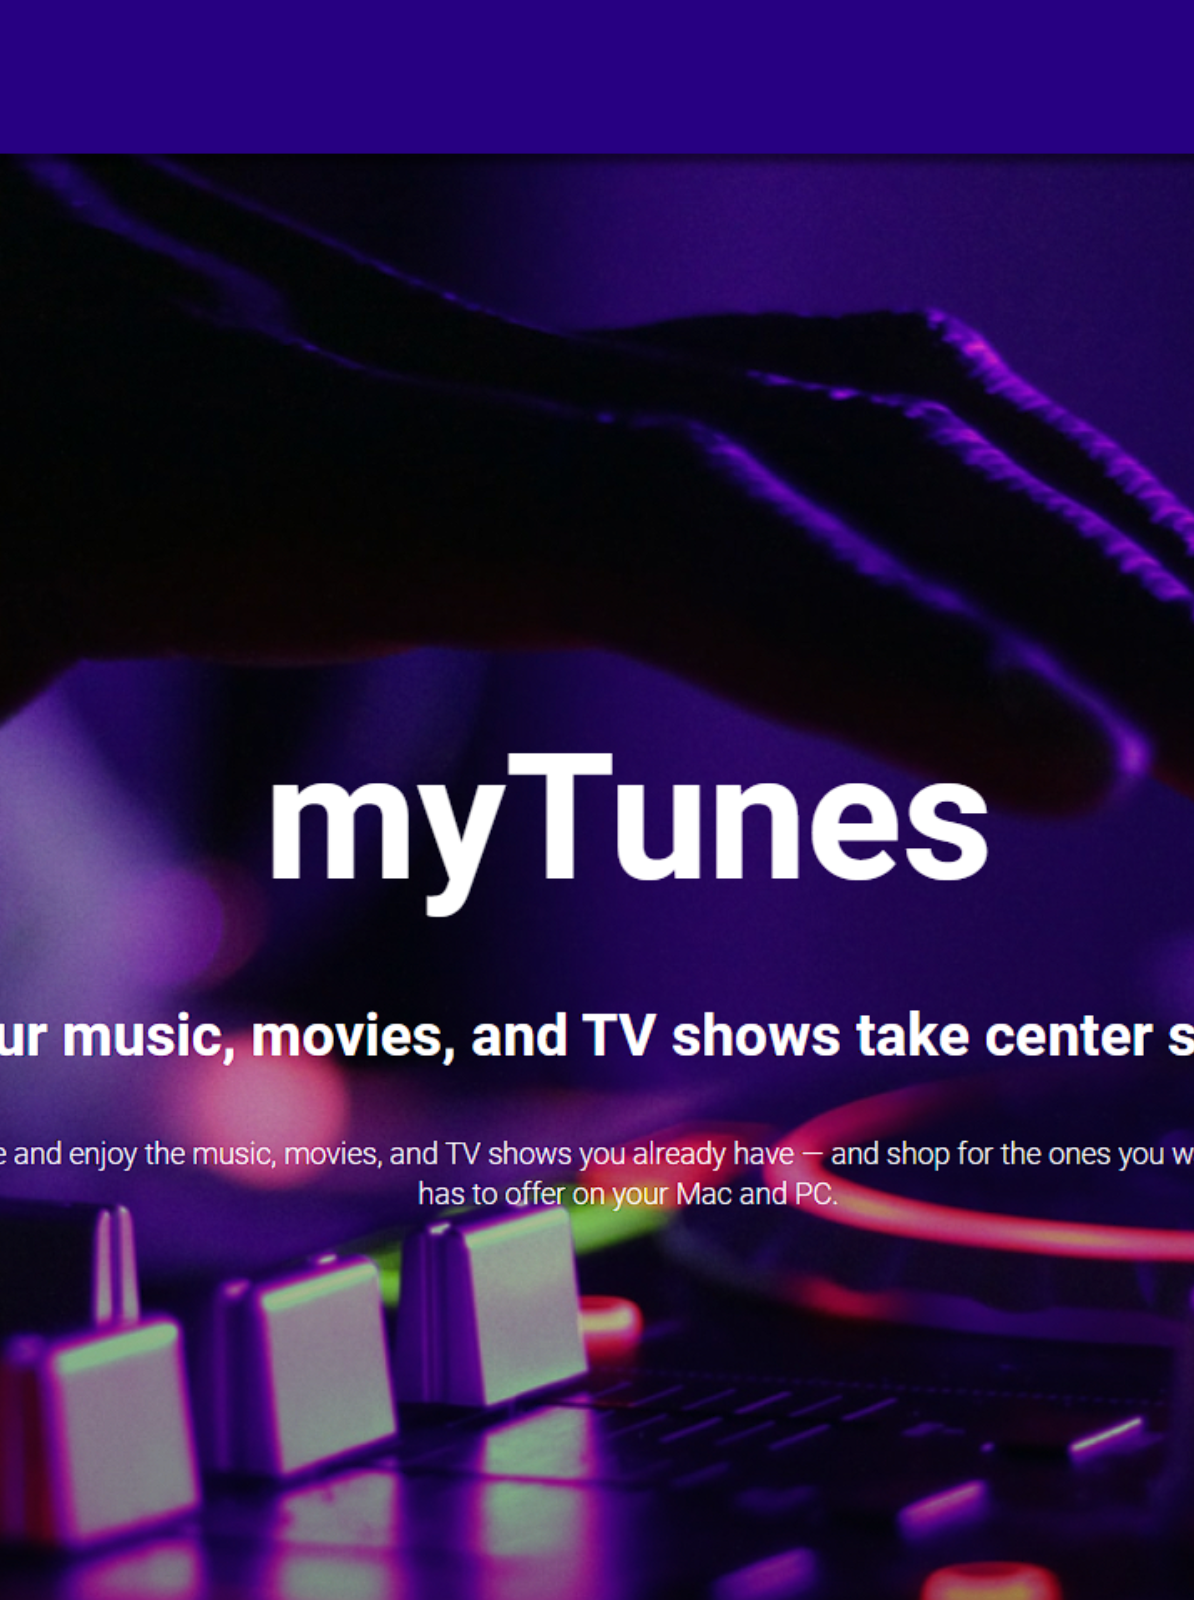 myTunes
ur music, movies, and TV shows take center s
e and enjoy the music, movies, and TV shows you already have — and shop for the ones you w
has to offer on your Mac and PC.